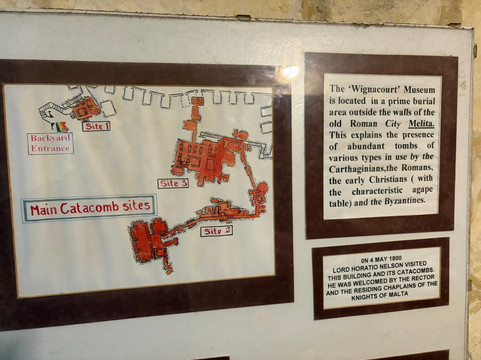 Site 1
Backyard
Entrance
Site 3
Main Catacomb sites
Site 2
The 'Wignacourt' Museum
is located in a prime burial
area outside the walls of the
old Roman City Melita.
This explains the presence
of abundant tombs of
various types in use by the
Carthaginians,the Romans,
the early Christians ( with
the characteristic agape
table) and the Byzantines.
0N 4 MAY 1800
LORD HORATIO NELSON VISITED
THIS BUILDING AND ITS CATACOMBS.
HE WAS WELCOMED BY THE RECTOR
AND THE RESIDING CHAPLAINS OF THE
KNIGHTS OF MALTA